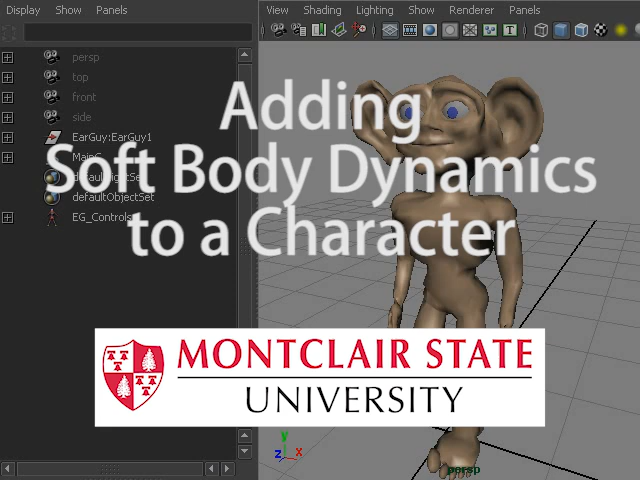 Display Show Panels
View Shading Lighting Show Renderer Panels
persp
top
front
side
EarGuy:EarGuy1
defaultObjectSet
EG_Controls
Adding
Soft Body Dynamics
to a Character
MONTCLAIR STATE
UNIVERSITY
y
z x
persp